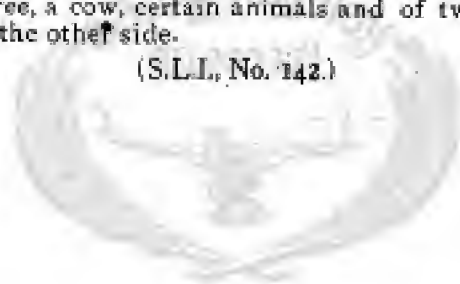 ree, a cow, certain animals and of tw
the other side.
(S.L.I., No. 142.)